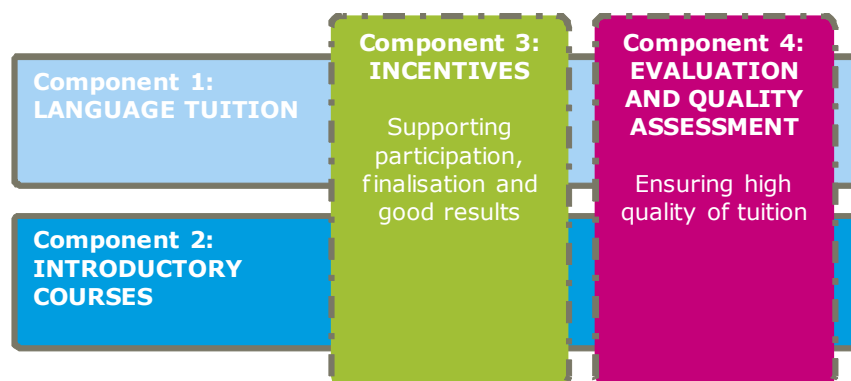 Component 1:
LANGUAGE TUITION
Component 2:
INTRODUCTORY
COURSES
Component 3:
INCENTIVES
Supporting
participation,
finalisation and
good results
Component 4:
EVALUATION
AND QUALITY
ASSESSMENT
Ensuring high
quality of tuition